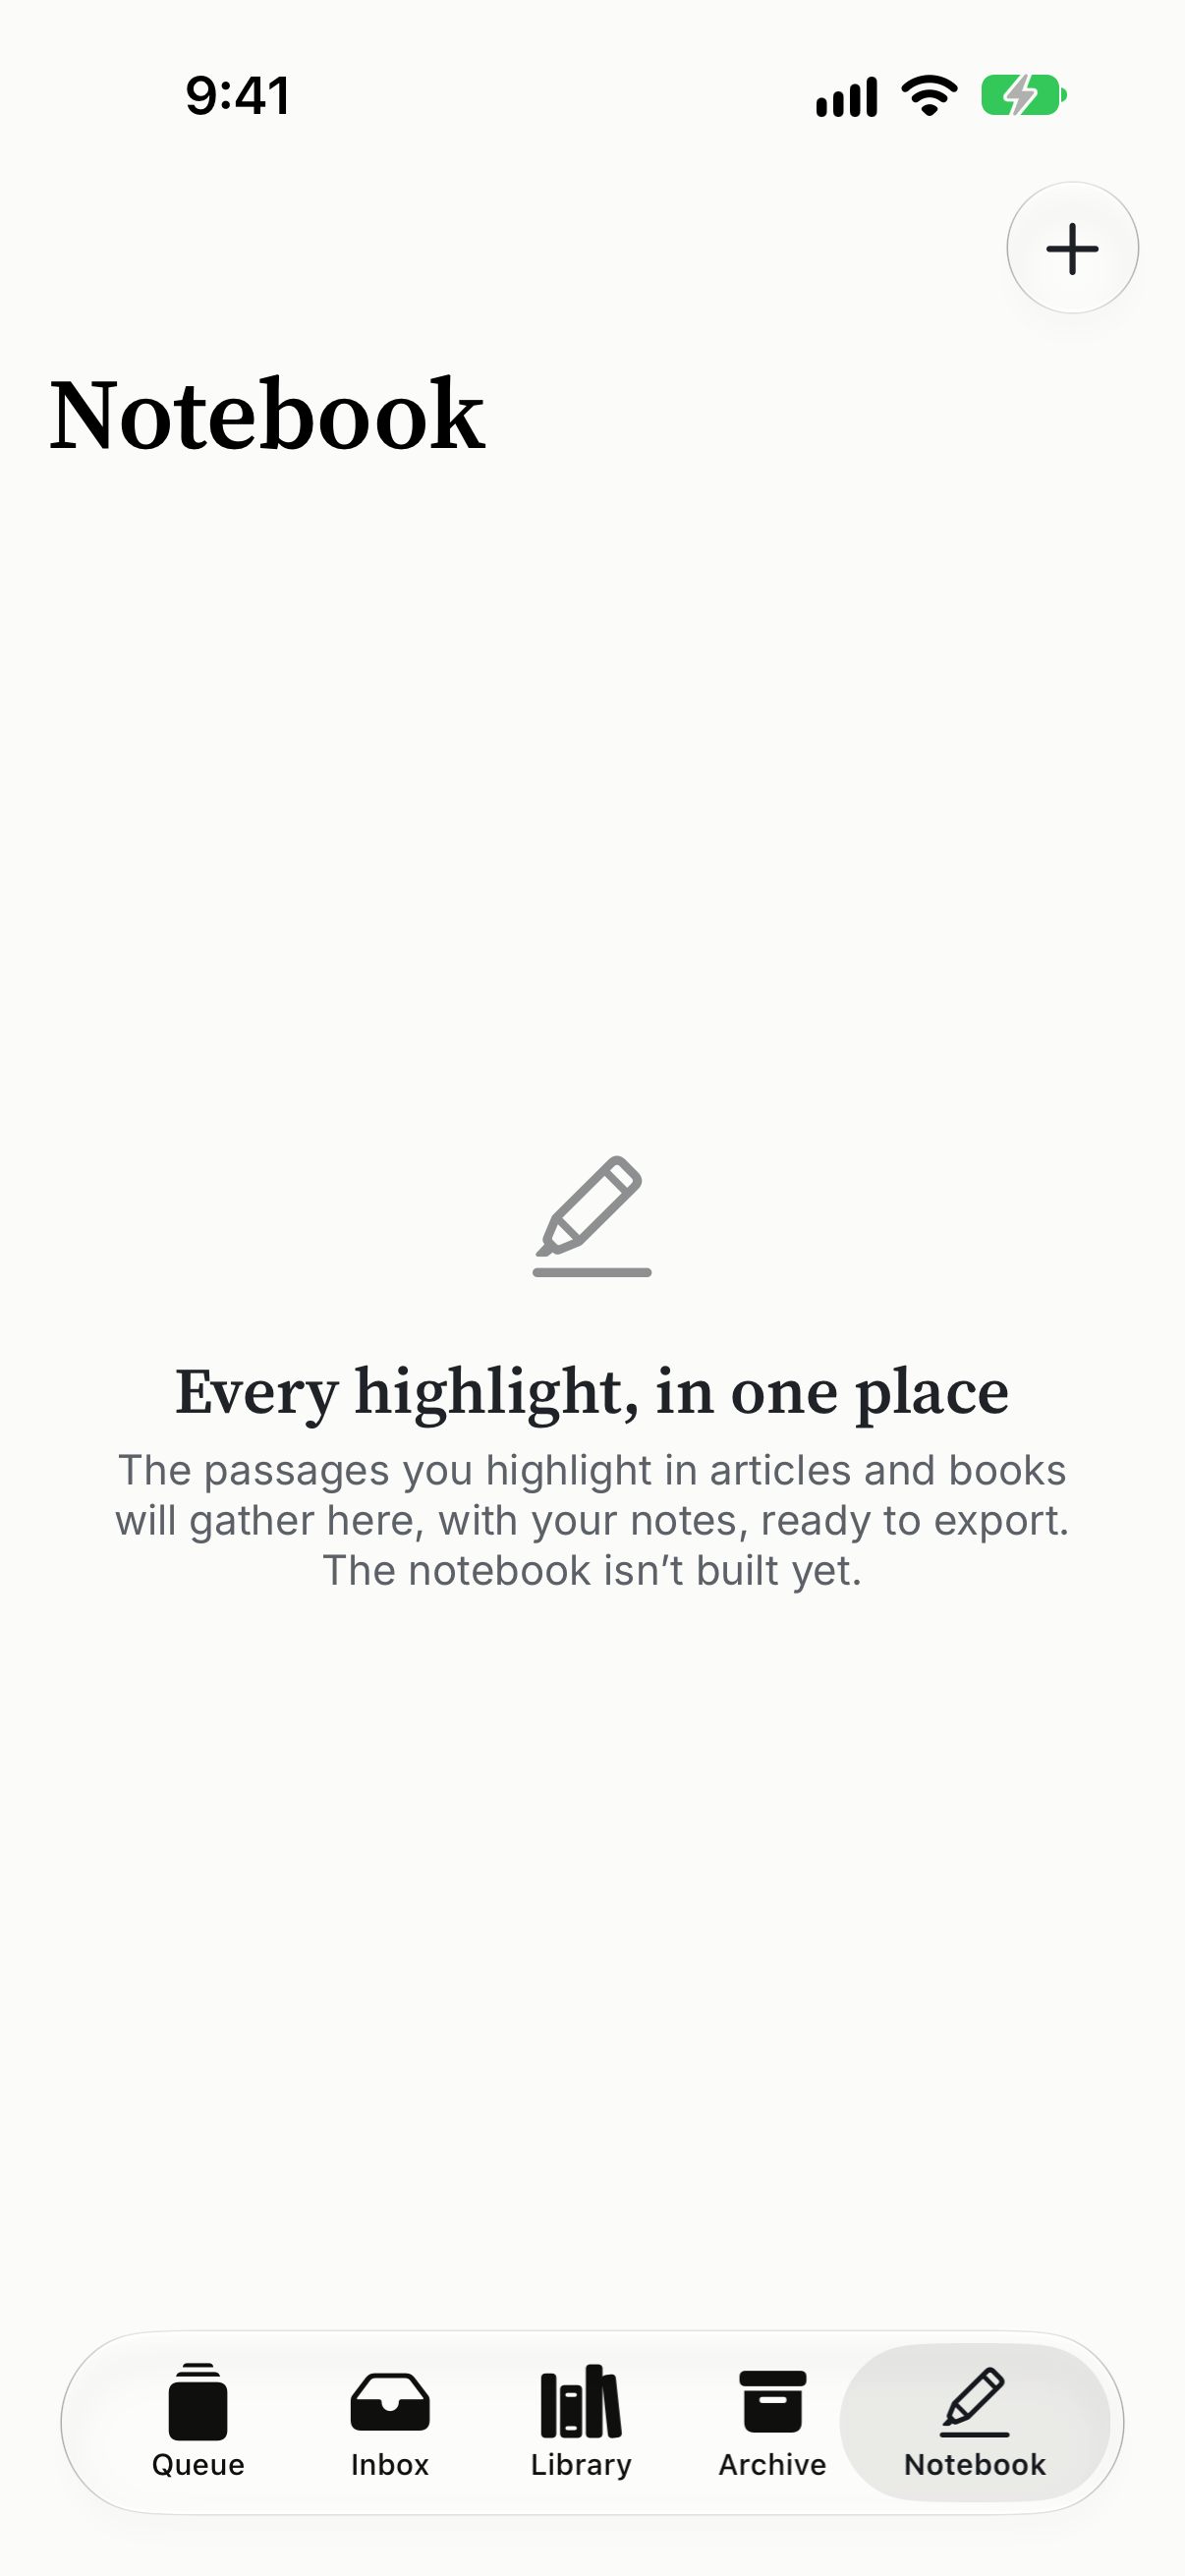 9:41
Notebook
Every highlight, in one place
The passages you highlight in articles and books
will gather here, with your notes, ready to export.
The notebook isn’t built yet.
Queue
Inbox
Library
Archive
Notebook